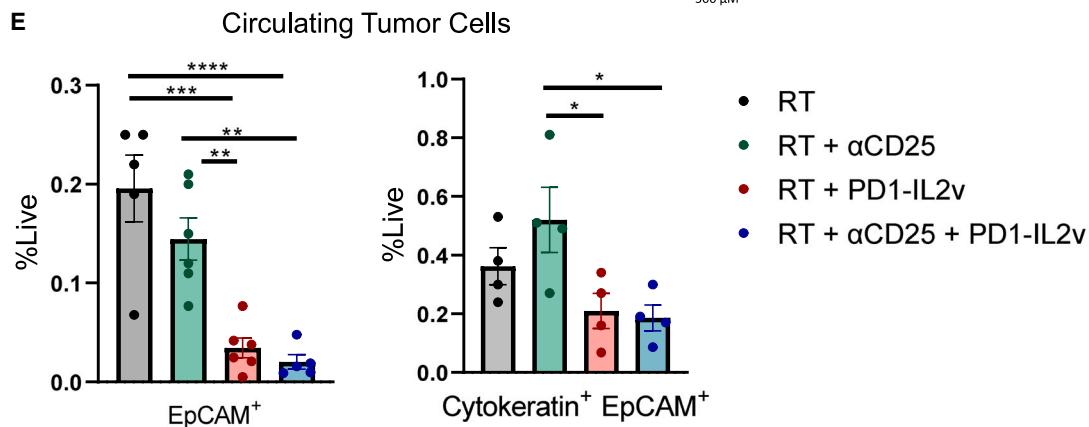 500 µM
E
Circulating Tumor Cells
%Live
0.3
0.2
0.1
0.0
****
***
**
**
EpCAM⁺
%Live
1.0
0.8
0.6
0.4
0.2
0.0
*
*
Cytokeratin⁺ EpCAM⁺
RT
RT + αCD25
RT + PD1-IL2v
RT + αCD25 + PD1-IL2v